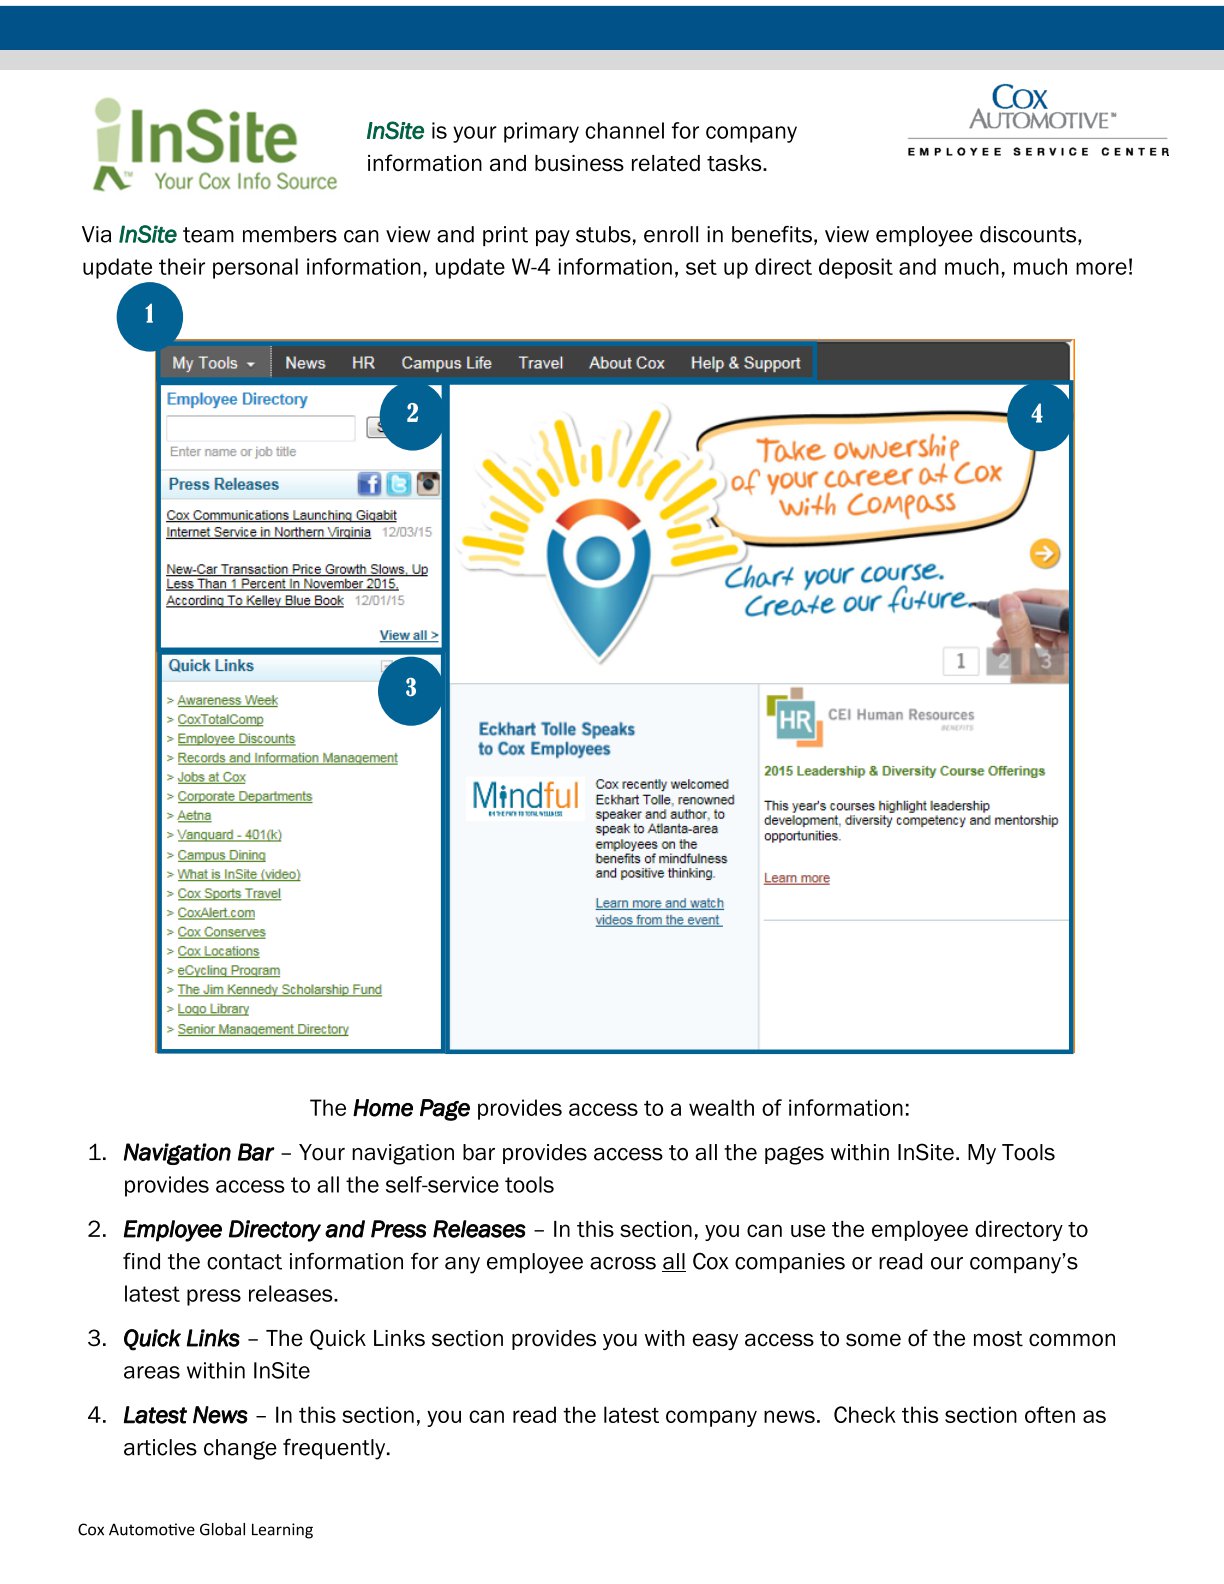 InSite
Your Cox Info Source
InSite is your primary channel for company
information and business related tasks.
COX
AUTOMOTIVE™
EMPLOYEE SERVICE CENTER
Via InSite team members can view and print pay stubs, enroll in benefits, view employee discounts,
update their personal information, update W-4 information, set up direct deposit and much, much more!
1
My Tools News HR Campus Life Travel About Cox Help & Support
Employee Directory
2
S
Enter name or job title
Press Releases
Cox Communications Launching Gigabit
Internet Service in Northern Virginia 12/03/15
New-Car Transaction Price Growth Slows, Up
Less Than 1 Percent In November 2015,
According To Kelley Blue Book 12/01/15
View all >
Quick Links
3
> Awareness Week
> CoxTotalComp
> Employee Discounts
> Records and Information Management
> Jobs at Cox
> Corporate Departments
> Aetna
> Vanguard - 401(k)
> Campus Dining
> What is InSite (video)
> Cox Sports Travel
> CoxAlert.com
> Cox Conserves
> Cox Locations
> eCycling Program
> The Jim Kennedy Scholarship Fund
> Logo Library
> Senior Management Directory
4
Take ownership
of your career at Cox
with Compass
Chart your course.
Create our future.
1 2 3
Eckhart Tolle Speaks
to Cox Employees
Mindful
ON THE PATH TO TOTAL WELLNESS
Cox recently welcomed
Eckhart Tolle, renowned
speaker and author, to
speak to Atlanta-area
employees on the
benefits of mindfulness
and positive thinking.
Learn more and watch
videos from the event
HR
CEI Human Resources
BENEFITS
2015 Leadership & Diversity Course Offerings
This year's courses highlight leadership
development, diversity competency and mentorship
opportunities.
Learn more
The Home Page provides access to a wealth of information:
1. Navigation Bar – Your navigation bar provides access to all the pages within InSite. My Tools
provides access to all the self-service tools
2. Employee Directory and Press Releases – In this section, you can use the employee directory to
find the contact information for any employee across all Cox companies or read our company’s
latest press releases.
3. Quick Links – The Quick Links section provides you with easy access to some of the most common
areas within InSite
4. Latest News – In this section, you can read the latest company news. Check this section often as
articles change frequently.
Cox Automotive Global Learning